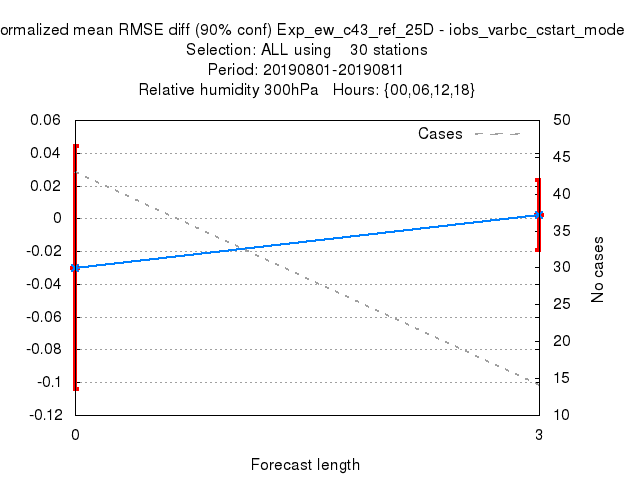 ormalized mean RMSE diff (90% conf) Exp_ew_c43_ref_25D - iobs_varbc_cstart_mode
Selection: ALL using 30 stations
Period: 20190801-20190811
Relative humidity 300hPa Hours: {00,06,12,18}
Cases
0.06
0.04
0.02
0
-0.02
-0.04
-0.06
-0.08
-0.1
-0.12
50
45
40
35
30
25
20
15
10
No cases
0 3
Forecast length